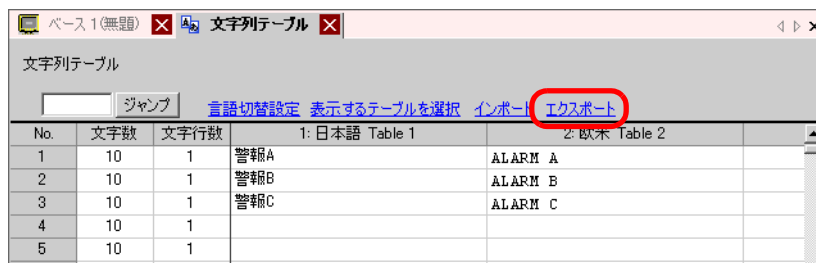 ベース 1(無題) 文字列テーブル
文字列テーブル
ジャンプ 言語切替設定 表示するテーブルを選択 インポート エクスポート
No. 文字数 文字行数 1: 日本語 Table 1 2: 欧米 Table 2
1 10 1 警報A ALARM A
2 10 1 警報B ALARM B
3 10 1 警報C ALARM C
4 10 1
5 10 1